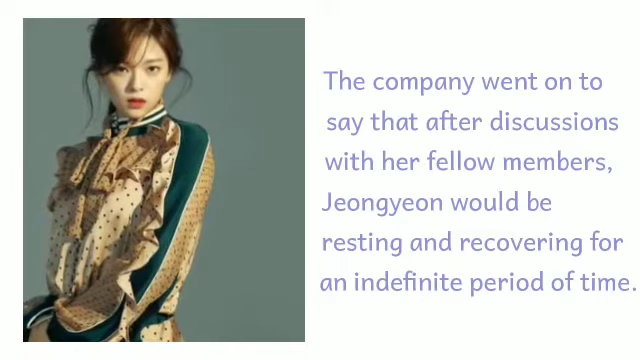 The company went on to
say that after discussions
with her fellow members,
Jeongyeon would be
resting and recovering for
an indefinite period of time.